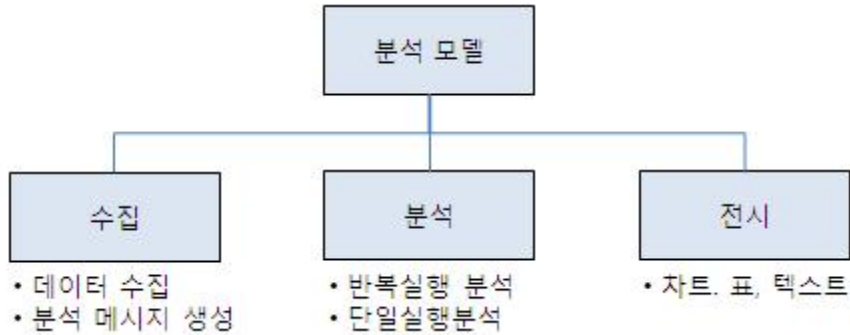 분석 모델
수집
분석
전시
• 데이터 수집
• 분석 메시지 생성
• 반복실행 분석
• 단일실행분석
• 차트. 표, 텍스트